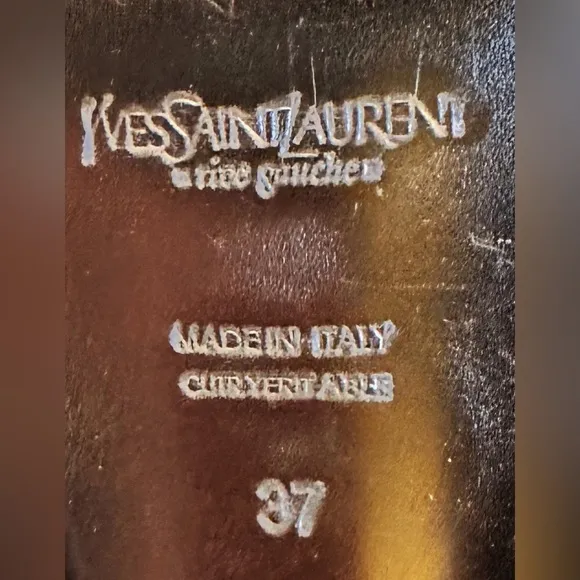 YVESSAINTLAURENT
rive gauche
MADE IN ITALY
CUIR VERITABLE
37